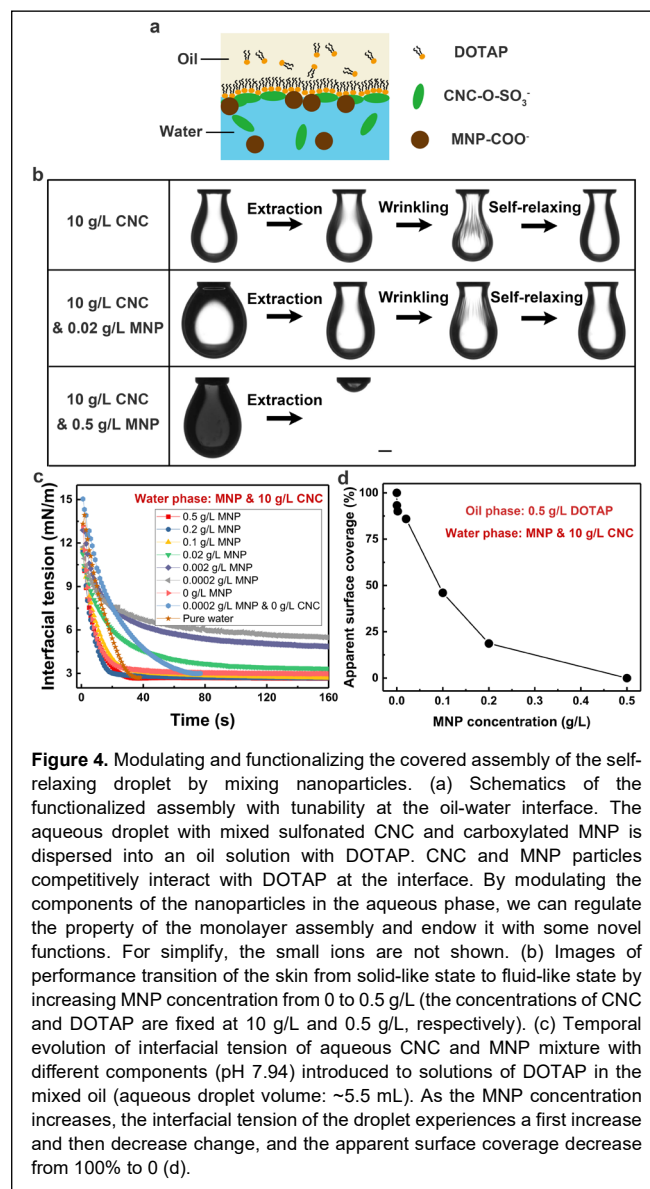 a
Oil
Water
DOTAP
CNC-O-SO₃⁻
MNP-COO⁻
b
10 g/L CNC
Extraction
Wrinkling
Self-relaxing
10 g/L CNC
& 0.02 g/L MNP
Extraction
Wrinkling
Self-relaxing
10 g/L CNC
& 0.5 g/L MNP
Extraction
c
Interfacial tension (mN/m)
15
12
9
6
3
Water phase: MNP & 10 g/L CNC
0.5 g/L MNP
0.2 g/L MNP
0.1 g/L MNP
0.02 g/L MNP
0.002 g/L MNP
0.0002 g/L MNP
0 g/L MNP
0.0002 g/L MNP & 0 g/L CNC
Pure water
0 40 80 120 160
Time (s)
d
Apparent surface coverage (%)
100
75
50
25
0
Oil phase: 0.5 g/L DOTAP
Water phase: MNP & 10 g/L CNC
0.0 0.1 0.2 0.3 0.4 0.5
MNP concentration (g/L)
Figure 4. Modulating and functionalizing the covered assembly of the self-
relaxing droplet by mixing nanoparticles. (a) Schematics of the
functionalized assembly with tunability at the oil-water interface. The
aqueous droplet with mixed sulfonated CNC and carboxylated MNP is
dispersed into an oil solution with DOTAP. CNC and MNP particles
competitively interact with DOTAP at the interface. By modulating the
components of the nanoparticles in the aqueous phase, we can regulate
the property of the monolayer assembly and endow it with some novel
functions. For simplify, the small ions are not shown. (b) Images of
performance transition of the skin from solid-like state to fluid-like state by
increasing MNP concentration from 0 to 0.5 g/L (the concentrations of CNC
and DOTAP are fixed at 10 g/L and 0.5 g/L, respectively). (c) Temporal
evolution of interfacial tension of aqueous CNC and MNP mixture with
different components (pH 7.94) introduced to solutions of DOTAP in the
mixed oil (aqueous droplet volume: ~5.5 mL). As the MNP concentration
increases, the interfacial tension of the droplet experiences a first increase
and then decrease change, and the apparent surface coverage decrease
from 100% to 0 (d).